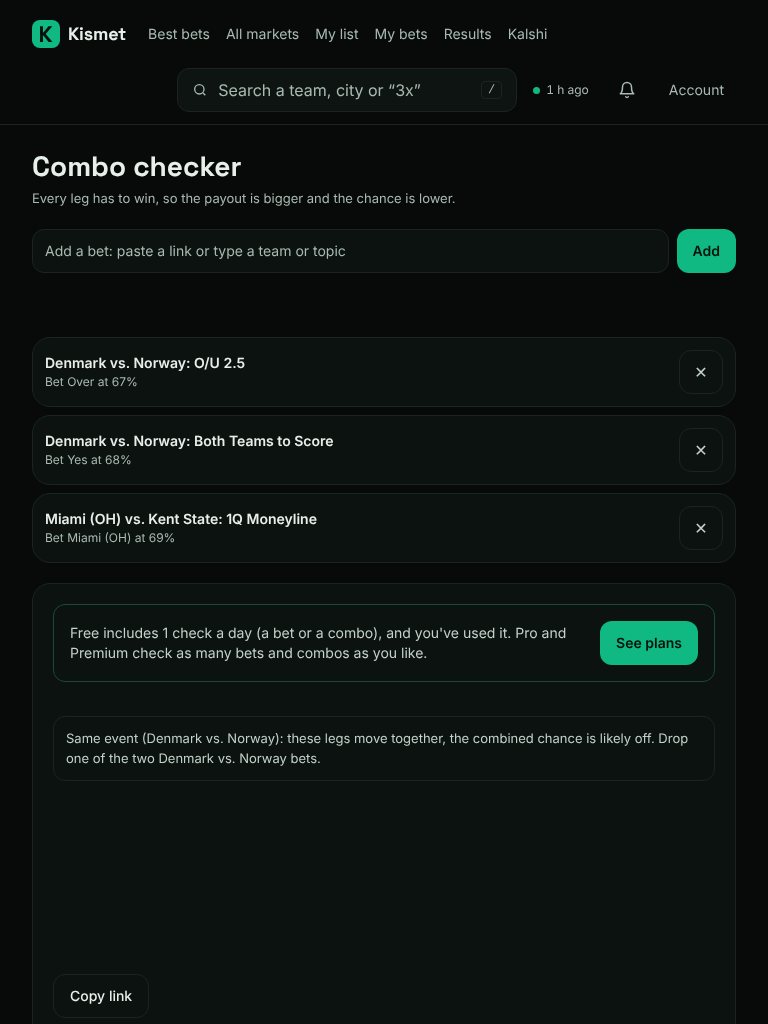 Kismet
Best bets
All markets
My list
My bets
Results
Kalshi
Search a team, city or “3x”
/
1 h ago
Account
Combo checker
Every leg has to win, so the payout is bigger and the chance is lower.
Add a bet: paste a link or type a team or topic
Add
Denmark vs. Norway: O/U 2.5
Bet Over at 67%
✕
Denmark vs. Norway: Both Teams to Score
Bet Yes at 68%
✕
Miami (OH) vs. Kent State: 1Q Moneyline
Bet Miami (OH) at 69%
✕
Free includes 1 check a day (a bet or a combo), and you've used it. Pro and
Premium check as many bets and combos as you like.
See plans
Same event (Denmark vs. Norway): these legs move together, the combined chance is likely off. Drop
one of the two Denmark vs. Norway bets.
Copy link